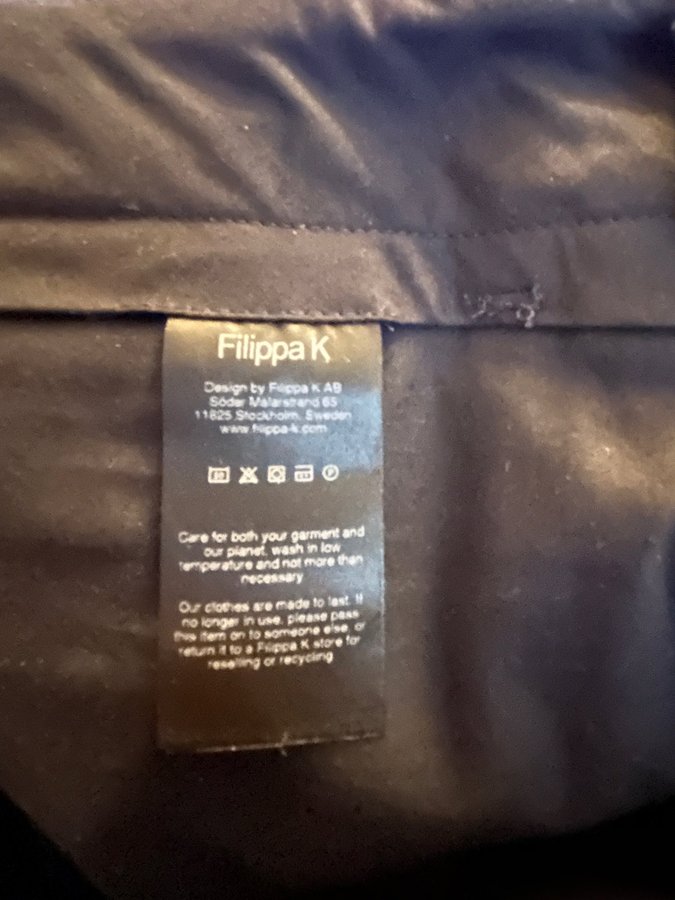 Filippa K
Design by Filippa K AB
Söder Mälarstrand 65
11825 Stockholm, Sweden
www.filippa-k.com
Care for both your garment and
our planet, wash in low
temperature and not more than
necessary
Our clothes are made to last. If
no longer in use, please pass
this item on to someone else, or
return it to a Filippa K store for
reselling or recycling